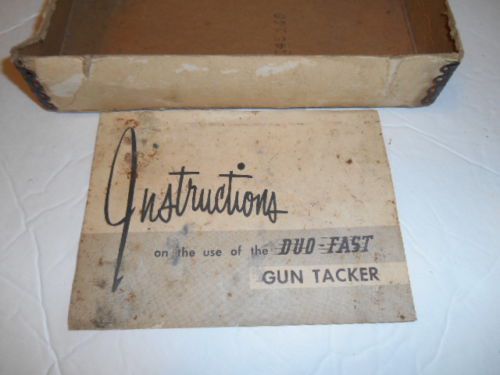 Instructions
on the use of the DUO-FAST
GUN TACKER